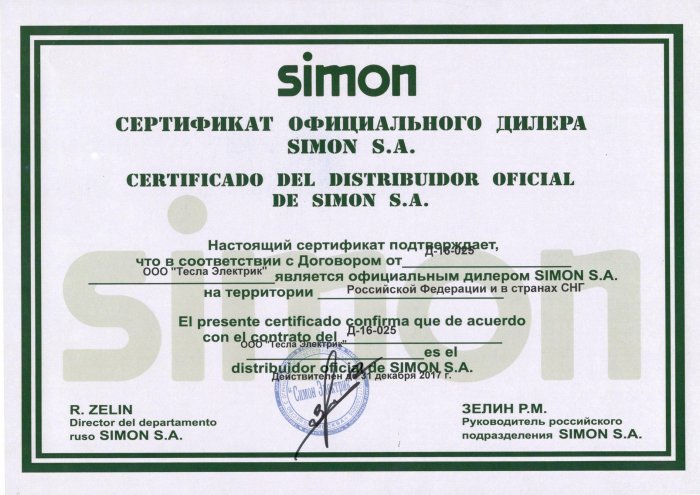 simon
СЕРТИФИКАТ ОФИЦИАЛЬНОГО ДИЛЕРА
SIMON S.A.
CERTIFICADO DEL DISTRIBUIDOR OFICIAL
DE SIMON S.A.
simon
Настоящий сертификат подтверждает,
что в соответствии с Договором от Д-16-025
ООО "Тесла Электрик" является официальным дилером SIMON S.A.
на территории Российской Федерации и в странах СНГ
El presente certificado confirma que de acuerdo
con el contrato del Д-16-025
ООО "Тесла Электрик" es el
distribuidor oficial de SIMON S.A.
Действителен до 31 декабря 2017 г.
"Симон Электрик"
R. ZELIN
Director del departamento
ruso SIMON S.A.
ЗЕЛИН Р.М.
Руководитель российского
подразделения SIMON S.A.